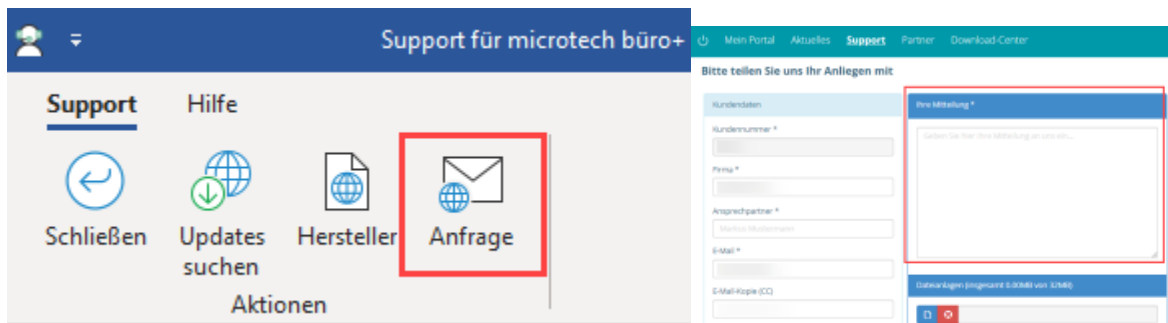 Support für microtech büro+
Support Hilfe
Schließen Updates suchen Hersteller Anfrage
Aktionen
Mein Portal Aktuelles Support Partner Download-Center
Bitte teilen Sie uns Ihr Anliegen mit
Kundendaten
Kundennummer *
Firma *
Ansprechpartner *
Markus Mustermann
E-Mail *
E-Mail-Kopie (CC)
Ihre Mitteilung *
Geben Sie hier Ihre Mitteilung an uns ein...
Dateianlagen (insgesamt 0.00MB von 32MB)